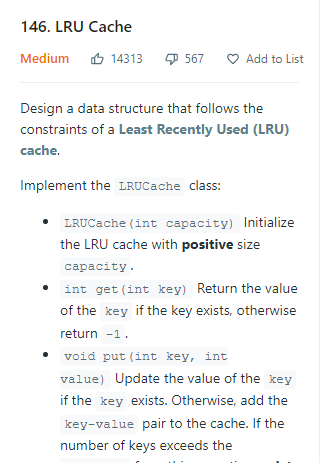 146. LRU Cache
Medium 14313 567 Add to List
Design a data structure that follows the
constraints of a Least Recently Used (LRU)
cache.
Implement the LRUCache class:
• LRUCache(int capacity) Initialize
the LRU cache with positive size
capacity.
• int get(int key) Return the value
of the key if the key exists, otherwise
return -1.
• void put(int key, int
value) Update the value of the key
if the key exists. Otherwise, add the
key-value pair to the cache. If the
number of keys exceeds the